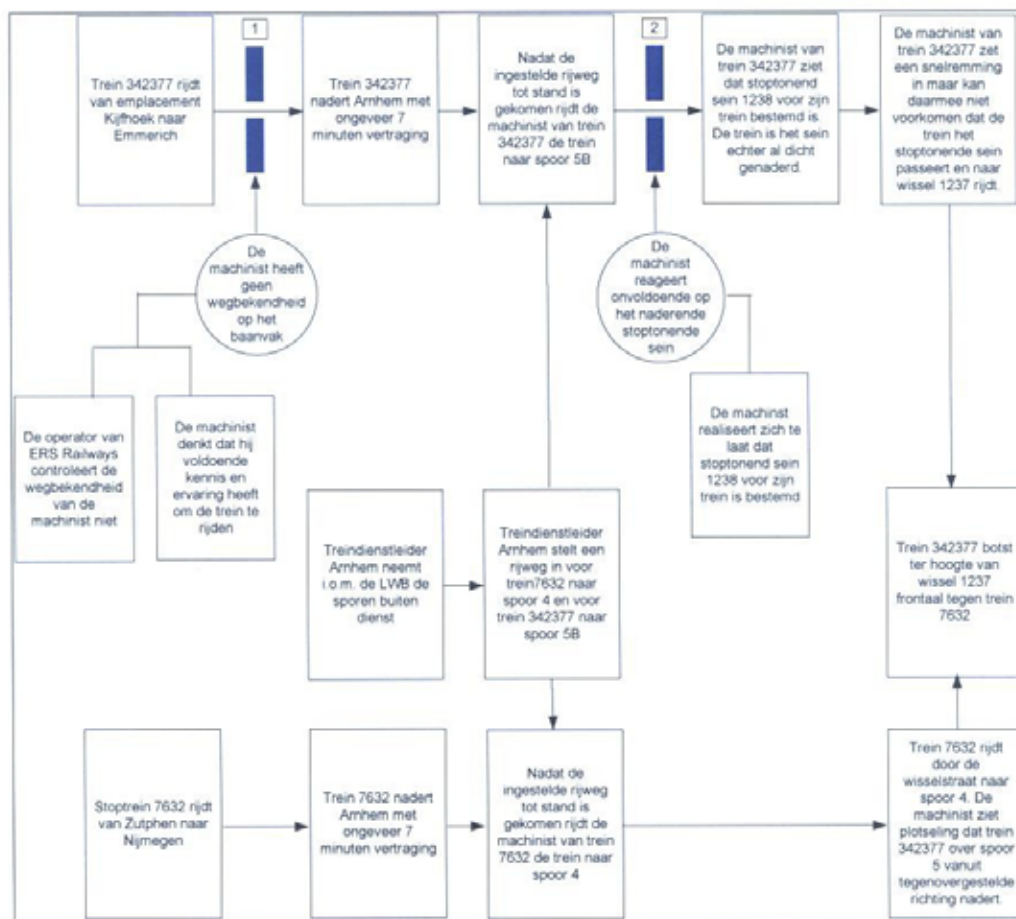 1
2
Trein 342377 rijdt
van emplacement
Kijfhoek naar
Emmerich
Trein 342377
nadert Arnhem met
ongeveer 7
minuten vertraging
Nadat de
ingestelde rijweg
tot stand is
gekomen rijdt de
machinist van trein
342377 de trein
naar spoor 5B
De machinist van
trein 342377 ziet
dat stoptonend
sein 1238 voor zijn
trein bestemd is.
De trein is het sein
echter al dicht
genaderd.
De machinist van
trein 342377 zet
een snelremming
in maar kan
daarmee niet
voorkomen dat de
trein het
stoptonende sein
passeert en naar
wissel 1237 rijdt.
De
machinist heeft
geen
wegbekendheid
op het
baanvak
De
machinist
reageert
onvoldoende op
het naderende
stoptonende
sein
De operator van
ERS Railways
controleert de
wegbekendheid
van de
machinist niet
De machinist
denkt dat hij
voldoende
kennis en
ervaring heeft
om de trein te
rijden
De machinst
realiseert zich te
laat dat
stoptonend sein
1238 voor zijn
trein is bestemd
Treindienstleider
Arnhem neemt
i.o.m. de LWB de
sporen buiten
dienst
Treindienstleider
Arnhem stelt een
rijweg in voor
trein7632 naar
spoor 4 en voor
trein 342377 naar
spoor 5B
Trein 342377 botst
ter hoogte van
wissel 1237
frontaal tegen trein
7632
Stoptrein 7632 rijdt
van Zutphen naar
Nijmegen
Trein 7632 nadert
Arnhem met
ongeveer 7
minuten vertraging
Nadat de
ingestelde rijweg
tot stand is
gekomen rijdt de
machinist van trein
7632 de trein naar
spoor 4
Trein 7632 rijdt
door de
wisselstraat naar
spoor 4. De
machinist ziet
plotseling dat trein
342377 over spoor
5 vanuit
tegenovergestelde
richting nadert.